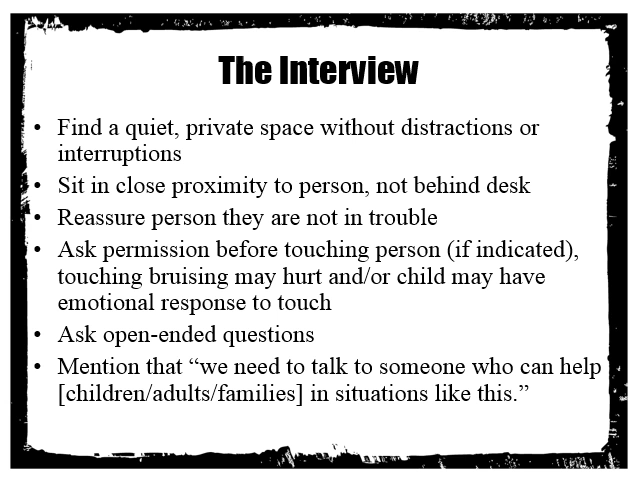 The Interview
• Find a quiet, private space without distractions or
interruptions
• Sit in close proximity to person, not behind desk
• Reassure person they are not in trouble
• Ask permission before touching person (if indicated),
touching bruising may hurt and/or child may have
emotional response to touch
• Ask open-ended questions
• Mention that “we need to talk to someone who can help
[children/adults/families] in situations like this.”